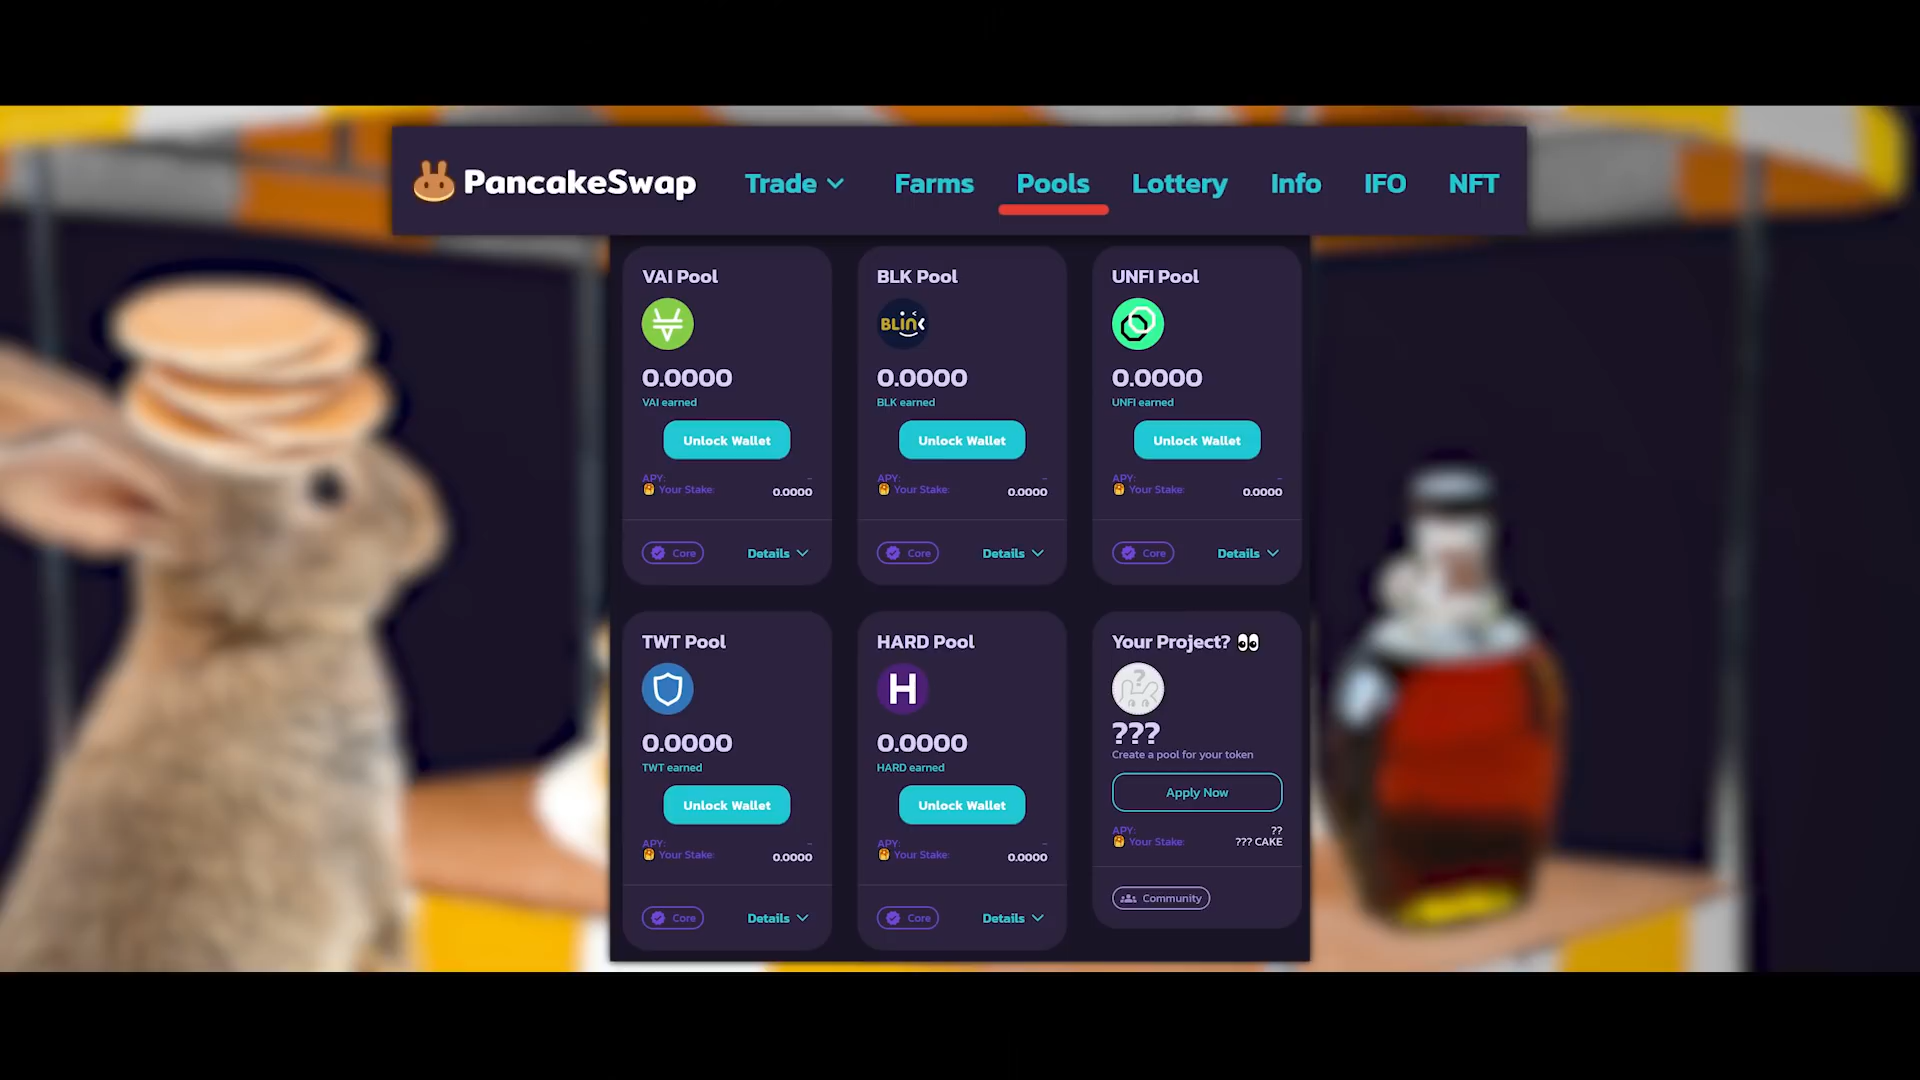 PancakeSwap Trade Farms Pools Lottery Info IFO NFT
VAI Pool
0.0000
VAI earned
Unlock Wallet
APY: -
Your Stake: 0.0000
Core Details
BLK Pool
BLINK
0.0000
BLK earned
Unlock Wallet
APY: -
Your Stake: 0.0000
Core Details
UNFI Pool
0.0000
UNFI earned
Unlock Wallet
APY: -
Your Stake: 0.0000
Core Details
TWT Pool
0.0000
TWT earned
Unlock Wallet
APY: -
Your Stake: 0.0000
Core Details
HARD Pool
H
0.0000
HARD earned
Unlock Wallet
APY: -
Your Stake: 0.0000
Core Details
Your Project? 👀
?
???
Create a pool for your token
Apply Now
APY: ??
Your Stake: ??? CAKE
Community